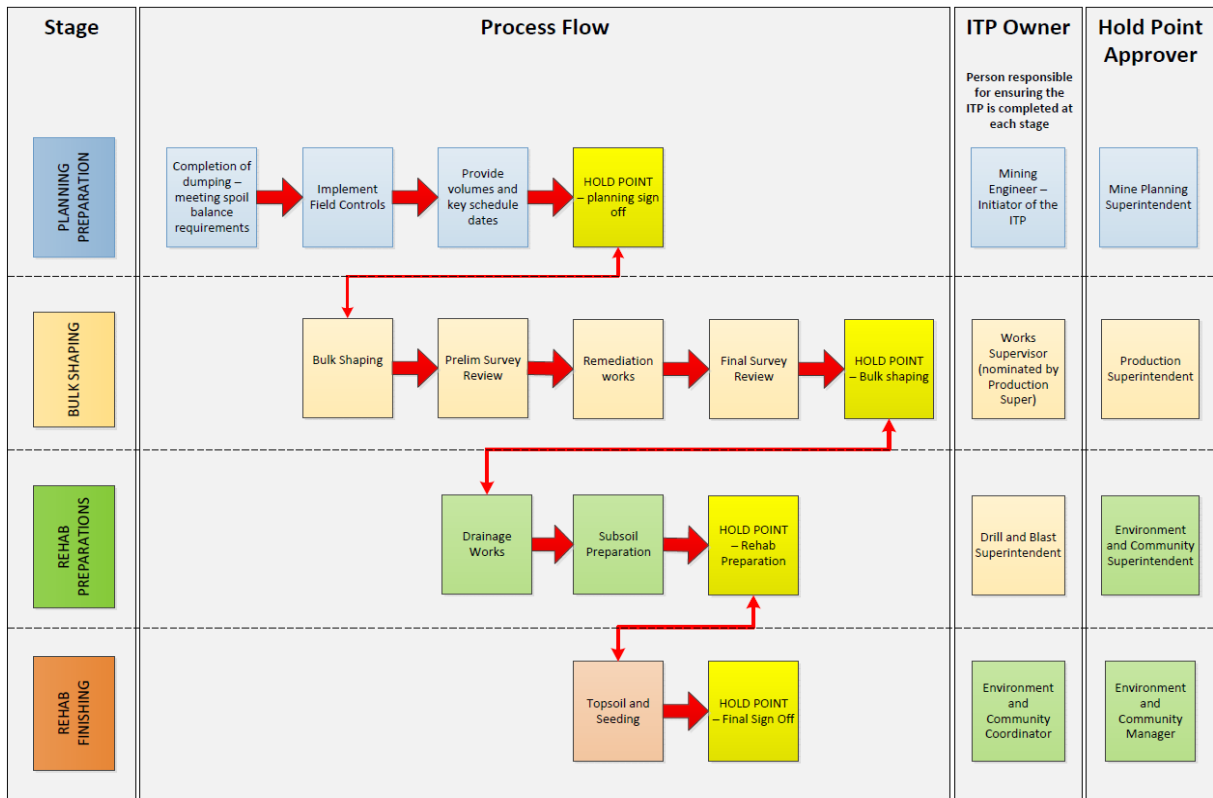 Stage
Process Flow
ITP Owner
Hold Point
Approver
Person responsible
for ensuring the
ITP is completed at
each stage
PLANNING
PREPARATION
Completion of
dumping –
meeting spoil
balance
requirements
Implement
Field Controls
Provide
volumes and
key schedule
dates
HOLD POINT
– planning sign
off
Mining
Engineer –
Initiator of the
ITP
Mine Planning
Superintendent
BULK SHAPING
Bulk Shaping
Prelim Survey
Review
Remediation
works
Final Survey
Review
HOLD POINT
– Bulk shaping
Works
Supervisor
(nominated by
Production
Super)
Production
Superintendent
REHAB
PREPARATIONS
Drainage
Works
Subsoil
Preparation
HOLD POINT
– Rehab
Preparation
Drill and Blast
Superintendent
Environment
and Community
Superintendent
REHAB
FINISHING
Topsoil and
Seeding
HOLD POINT
– Final Sign Off
Environment
and
Community
Coordinator
Environment
and
Community
Manager